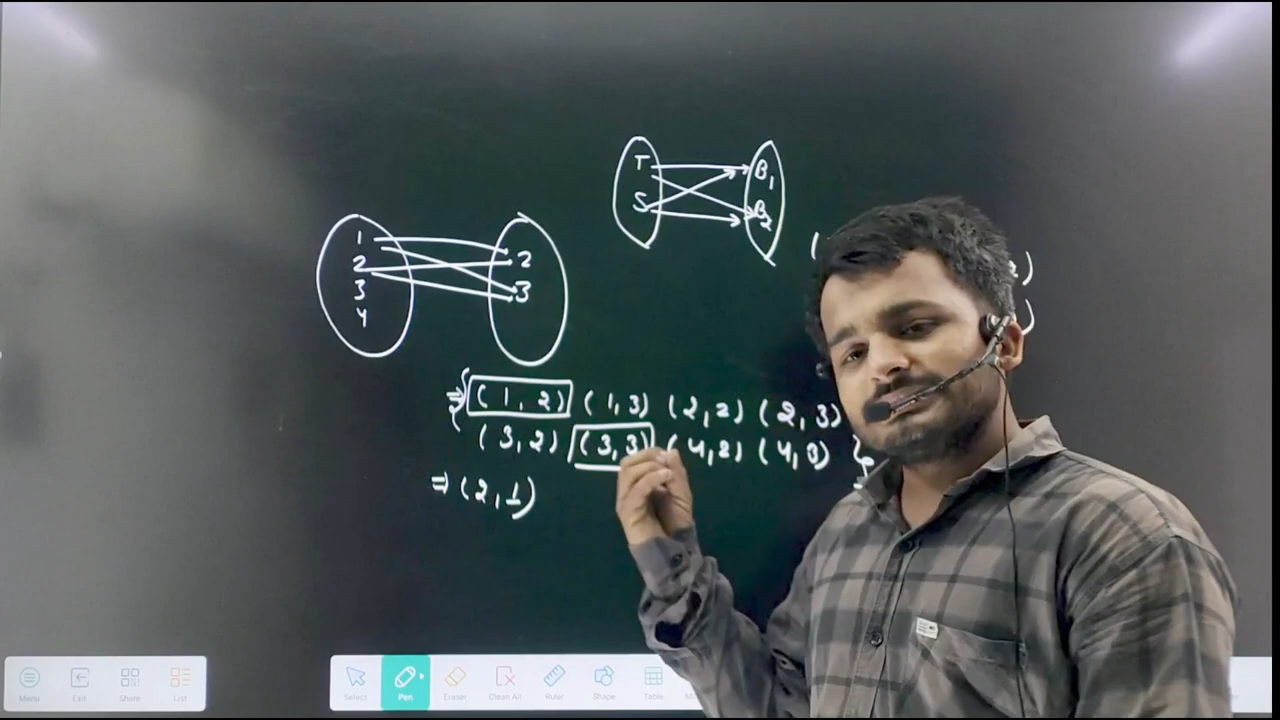 T B1
S B2
1
2 2
3 3
4
)
)
⇒ { (1, 2) (1,3) (2,2) (2,3)
(3,2) (3,3) (4,2) (4,3) }
⇒ (2,1)
Menu Exit Share List Select Pen Eraser Clean All Ruler Shape Table